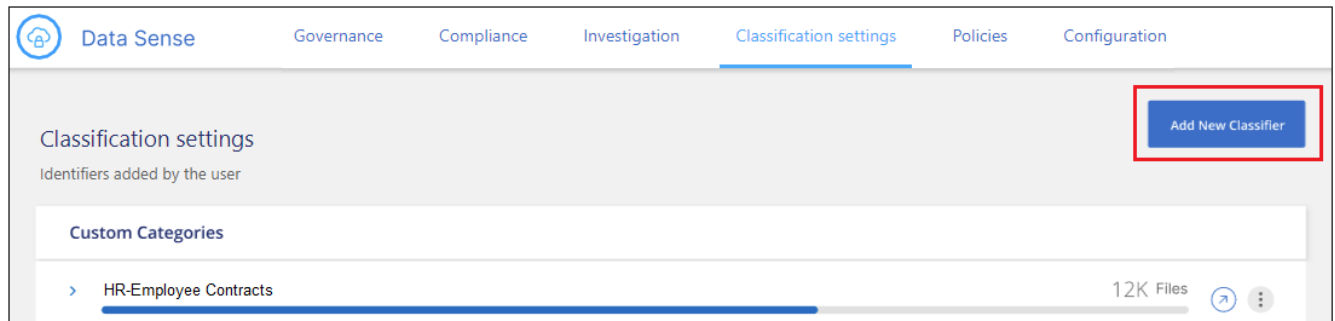 Data Sense Governance Compliance Investigation Classification settings Policies Configuration
Add New Classifier
Classification settings
Identifiers added by the user
Custom Categories
HR-Employee Contracts 12K Files